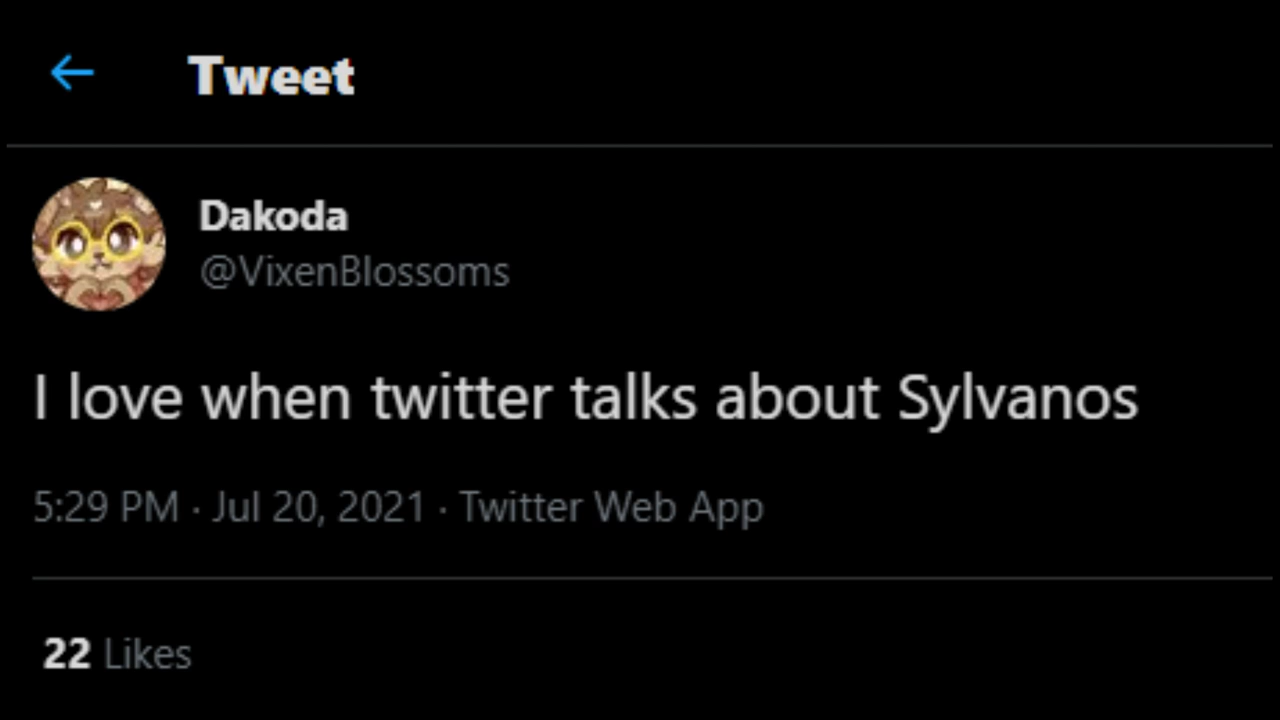 Tweet
Dakoda
@VixenBlossoms
I love when twitter talks about Sylvanos
5:29 PM · Jul 20, 2021 · Twitter Web App
22 Likes